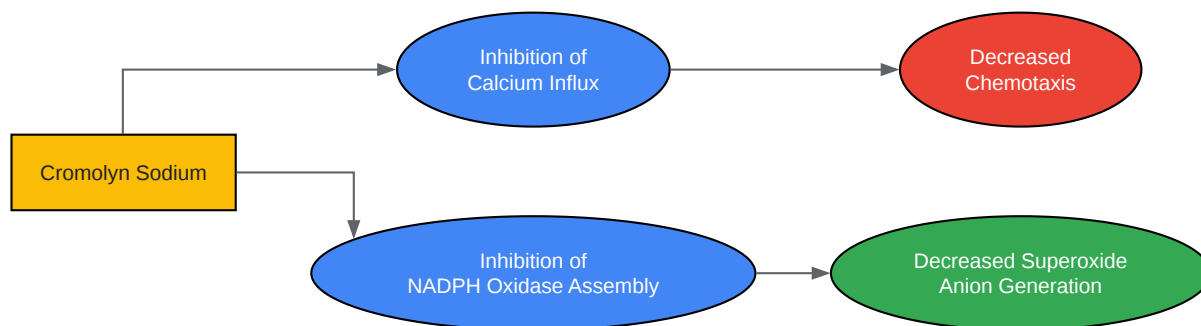 Inhibition of
Calcium Influx
Decreased
Chemotaxis
Cromolyn Sodium
Inhibition of
NADPH Oxidase Assembly
Decreased Superoxide
Anion Generation